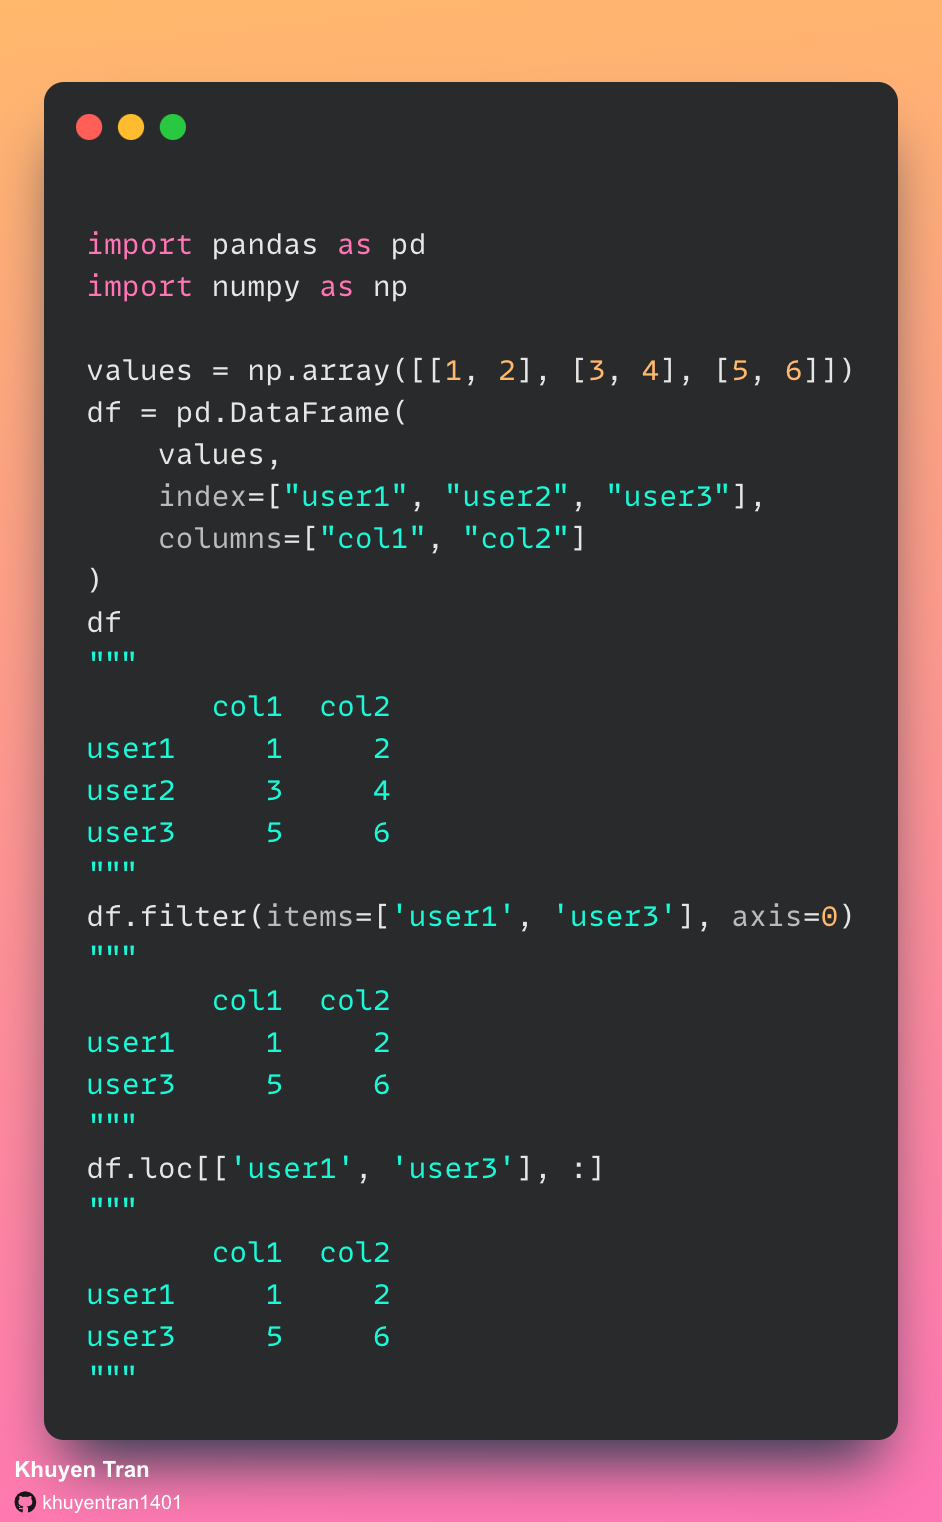 import pandas as pd
import numpy as np

values = np.array([[1, 2], [3, 4], [5, 6]])
df = pd.DataFrame(
    values,
    index=["user1", "user2", "user3"],
    columns=["col1", "col2"]
)
df
"""
       col1  col2
user1     1     2
user2     3     4
user3     5     6
"""
df.filter(items=['user1', 'user3'], axis=0)
"""
       col1  col2
user1     1     2
user3     5     6
"""
df.loc[['user1', 'user3'], :]
"""
       col1  col2
user1     1     2
user3     5     6
"""
Khuyen Tran
khuyentran1401